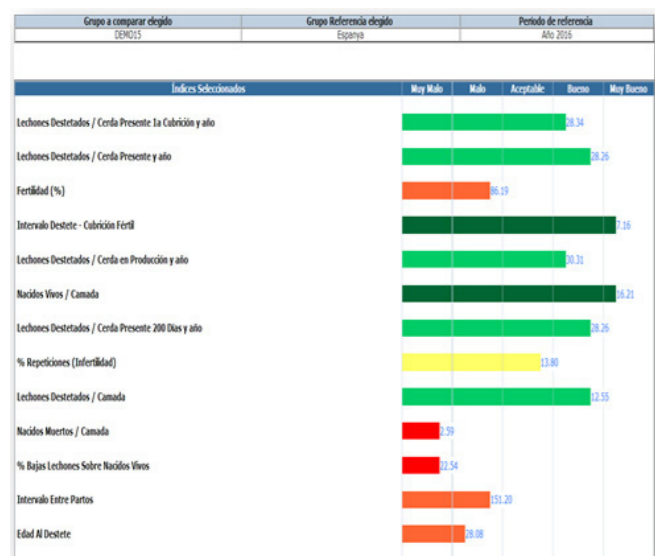 Grupo a comparar elegido Grupo Referencia elegido Periodo de referencia
DEMO15 Espanya Año 2016
Índices Seleccionados Muy Malo Malo Aceptable Bueno Muy Bueno
Lechones Destetados / Cerda Presente 1a Cubrición y año 28.34
Lechones Destetados / Cerda Presente y año 28.26
Fertilidad (%) 86.19
Intervalo Destete - Cubrición Fértil 7.16
Lechones Destetados / Cerda en Producción y año 30.31
Nacidos Vivos / Camada 16.21
Lechones Destetados / Cerda Presente 200 Días y año 28.26
% Repeticiones (Infertilidad) 13.80
Lechones Destetados / Camada 12.55
Nacidos Muertos / Camada 2.59
% Bajas Lechones Sobre Nacidos Vivos 22.54
Intervalo Entre Partos 151.20
Edad Al Destete 28.08